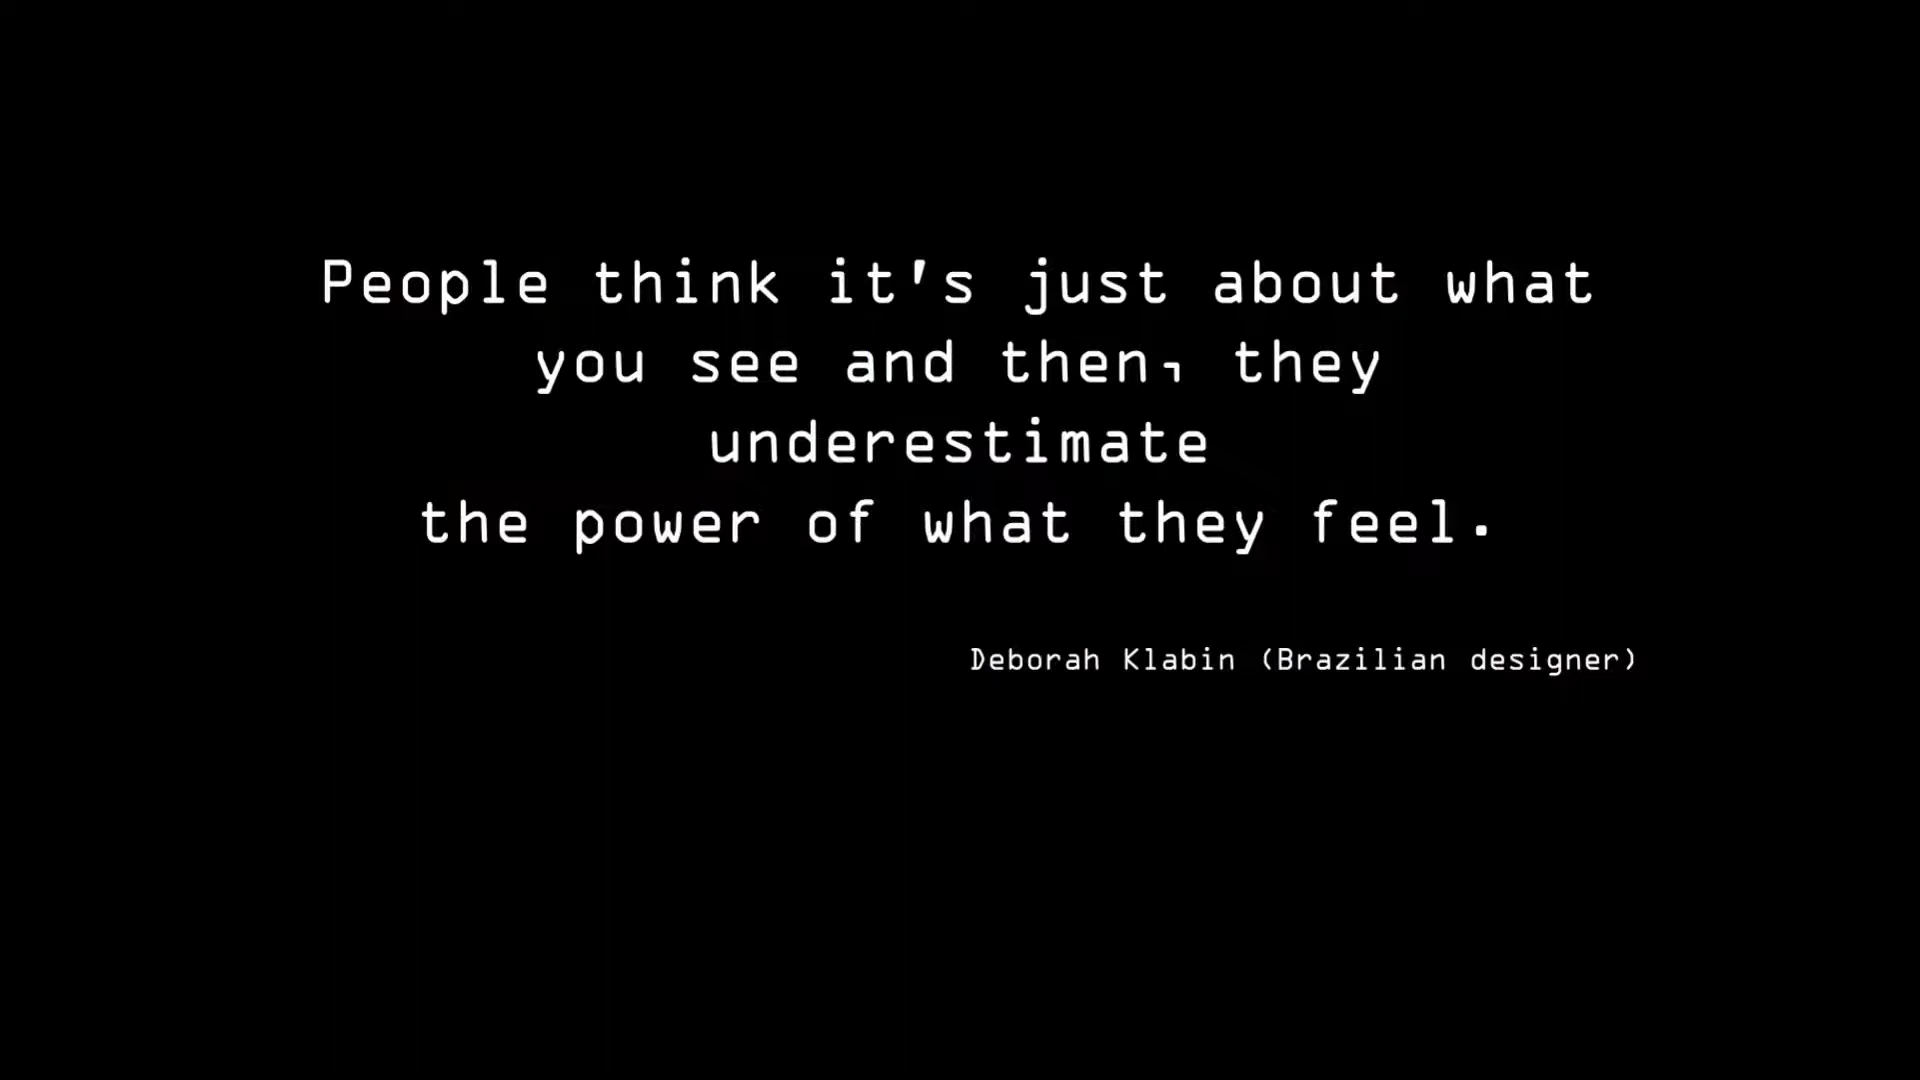 People think it's just about what
you see and then, they
underestimate
the power of what they feel.
Deborah Klabin (Brazilian designer)